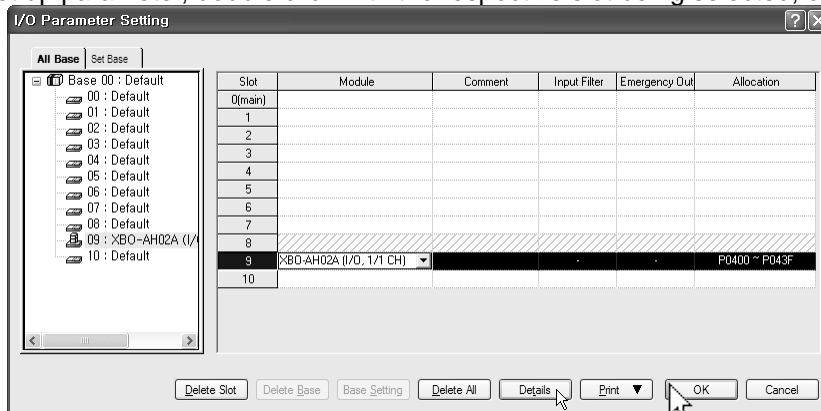 I/O Parameter Setting
All Base
Set Base
Base 00 : Default
00 : Default
01 : Default
02 : Default
03 : Default
04 : Default
05 : Default
06 : Default
07 : Default
08 : Default
09 : XBO-AH02A (I/
10 : Default
Slot Module Comment Input Filter Emergency Out Allocation
0(main)
1
2
3
4
5
6
7
8
9 XBO-AH02A (I/O, 1/1 CH) - - P0400 ~ P043F
10
Delete Slot Delete Base Base Setting Delete All Details Print ▼ OK Cancel